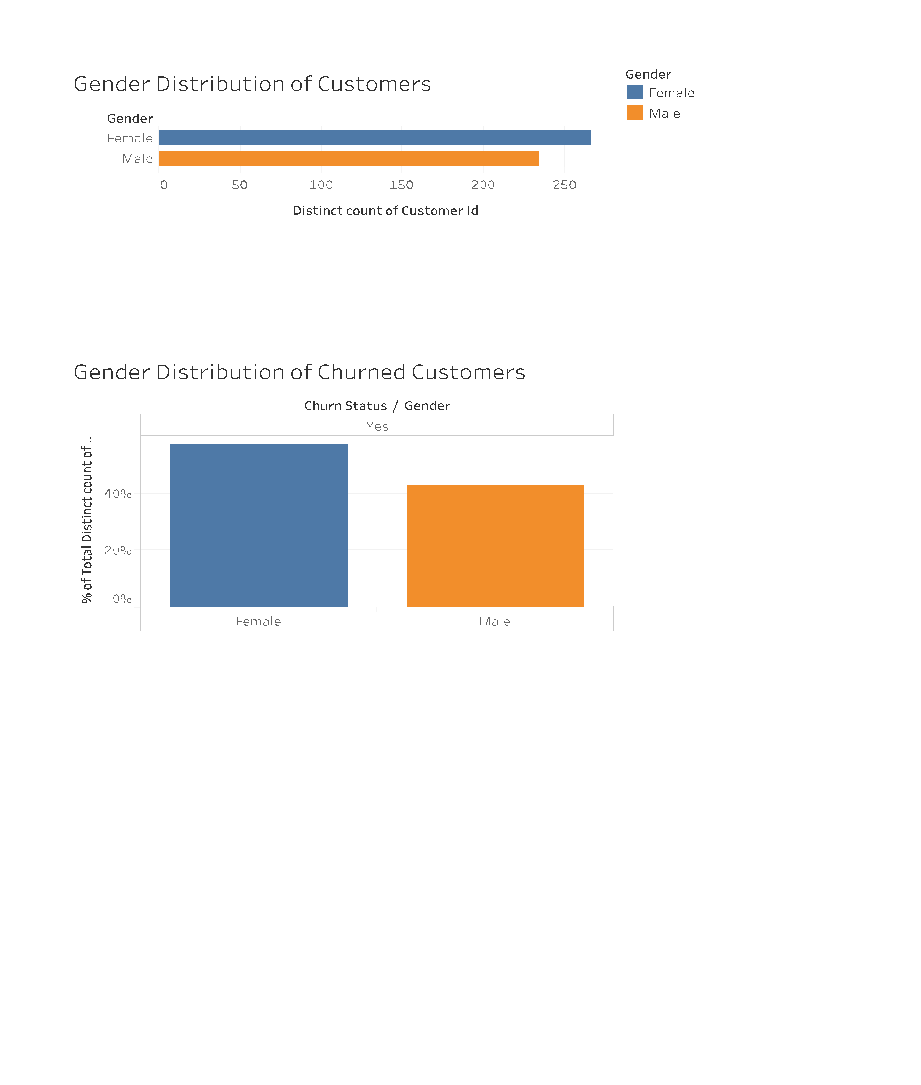 Gender Distribution of Customers
Gender
Female
Male
Gender
Female
Male
0 50 100 150 200 250
Distinct count of Customer Id
Gender Distribution of Churned Customers
Churn Status / Gender
Yes
% of Total Distinct count of ..
40%
20%
0%
Female Male